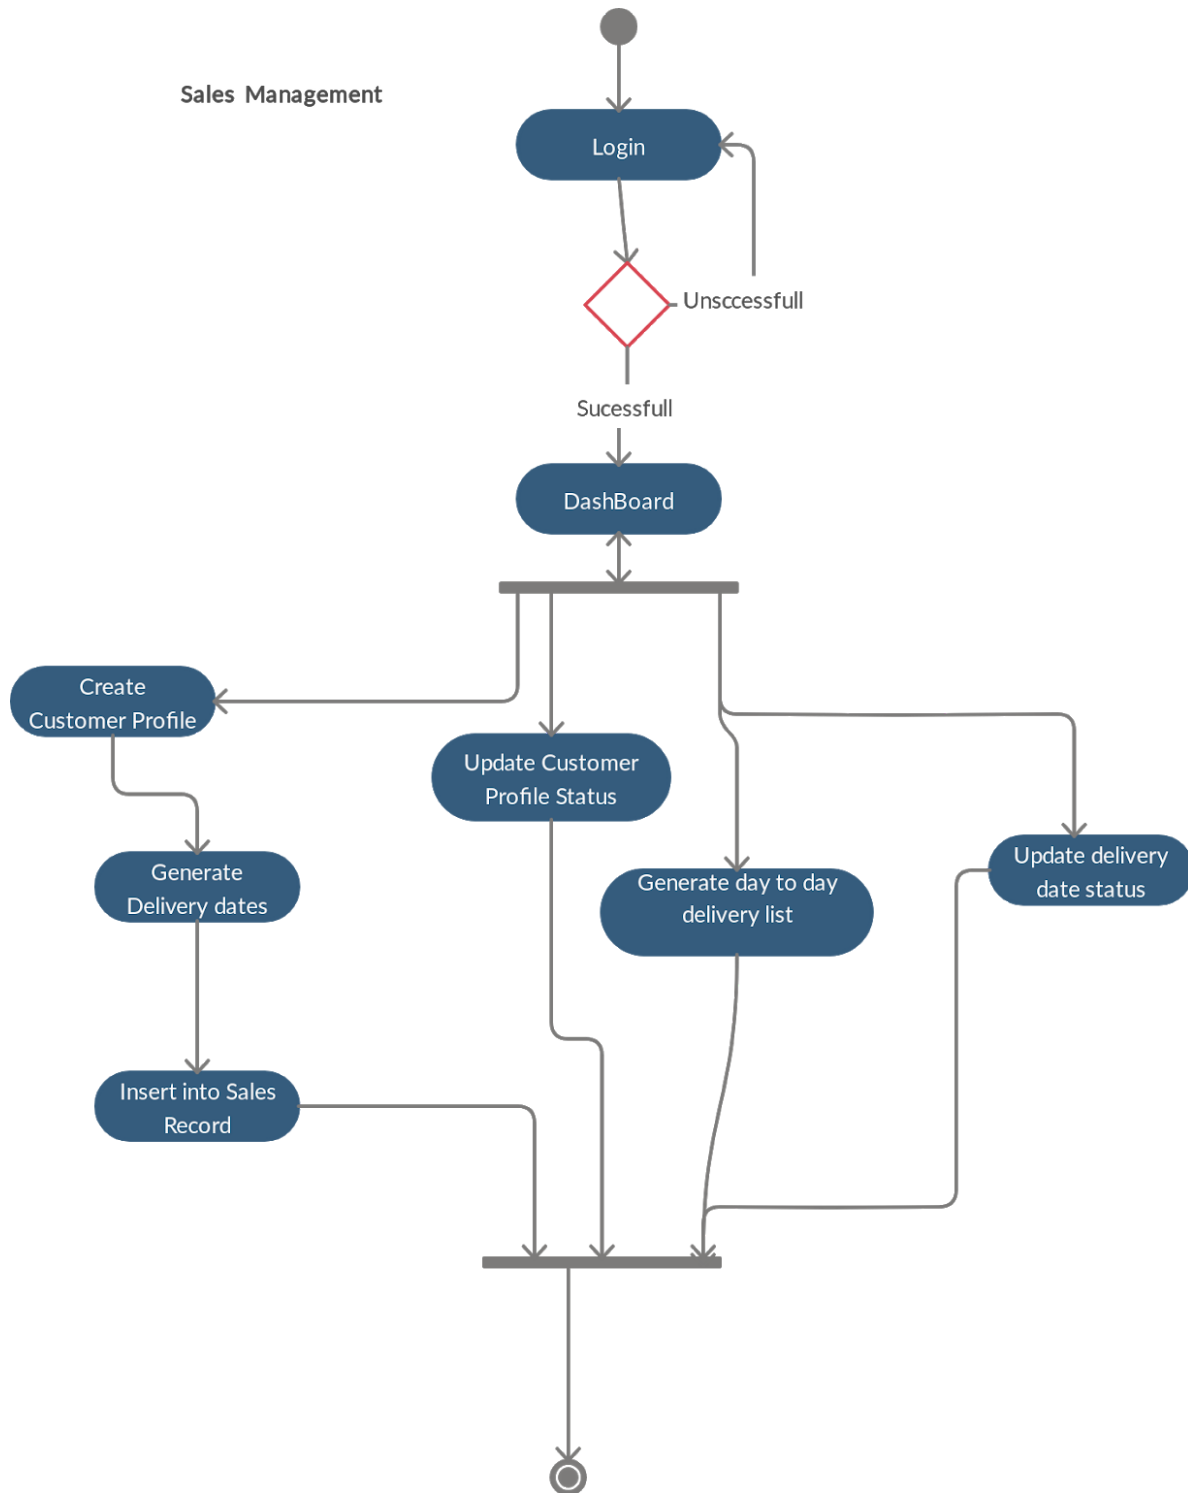 Sales Management
Login
Unsccessfull
Sucessfull
DashBoard
Create
Customer Profile
Update Customer
Profile Status
Generate
Delivery dates
Generate day to day
delivery list
Update delivery
date status
Insert into Sales
Record